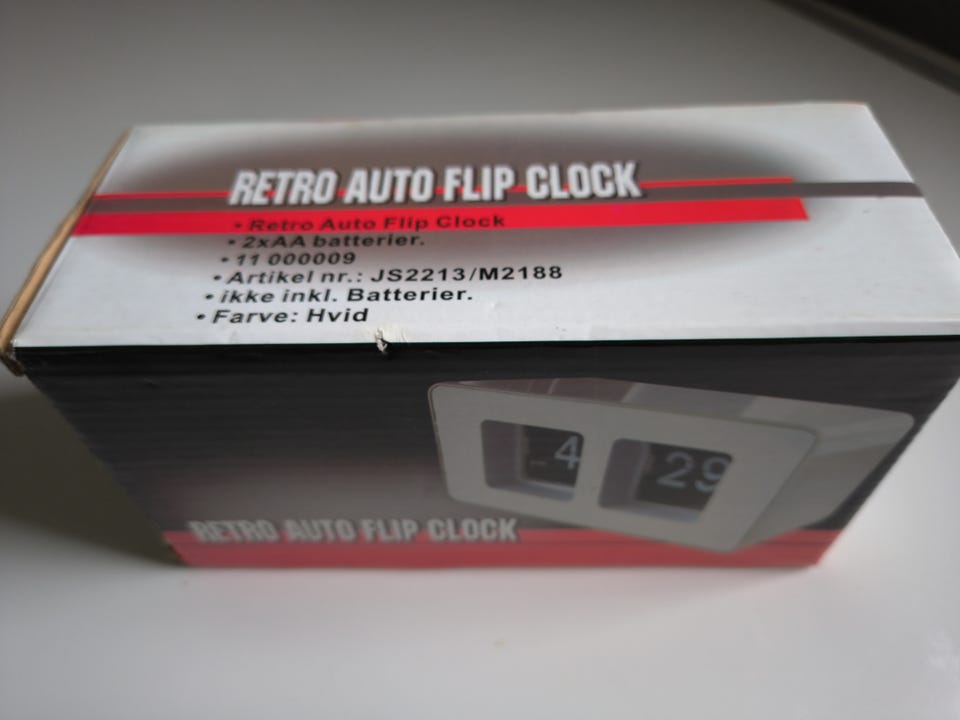 RETRO AUTO FLIP CLOCK
• Retro Auto Flip Clock
• 2xAA batterier.
• 11 000009
• Artikel nr.: JS2213/M2188
• ikke inkl. Batterier.
• Farve: Hvid
4 29
RETRO AUTO FLIP CLOCK